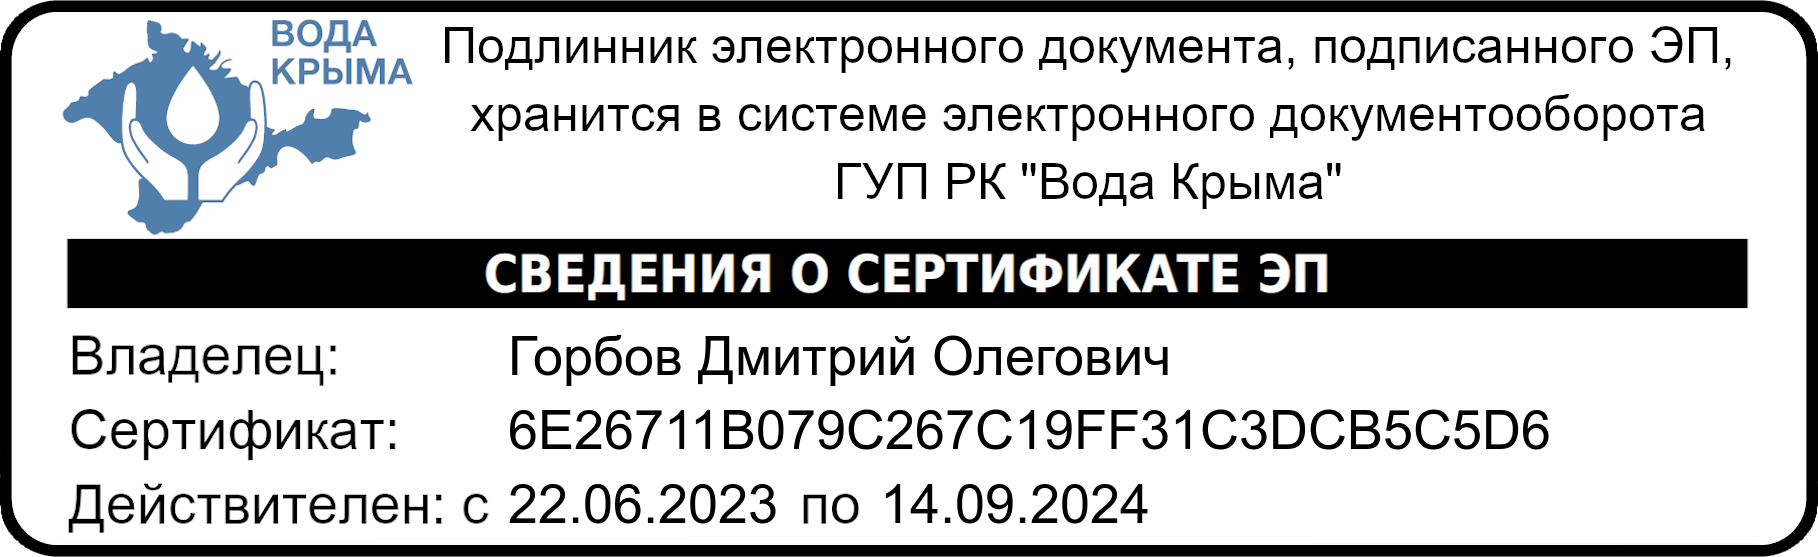 ВОДА
КРЫМА
Подлинник электронного документа, подписанного ЭП,
хранится в системе электронного документооборота
ГУП РК "Вода Крыма"
СВЕДЕНИЯ О СЕРТИФИКАТЕ ЭП
Владелец: Горбов Дмитрий Олегович
Сертификат: 6E26711B079C267C19FF31C3DCB5C5D6
Действителен: с 22.06.2023 по 14.09.2024